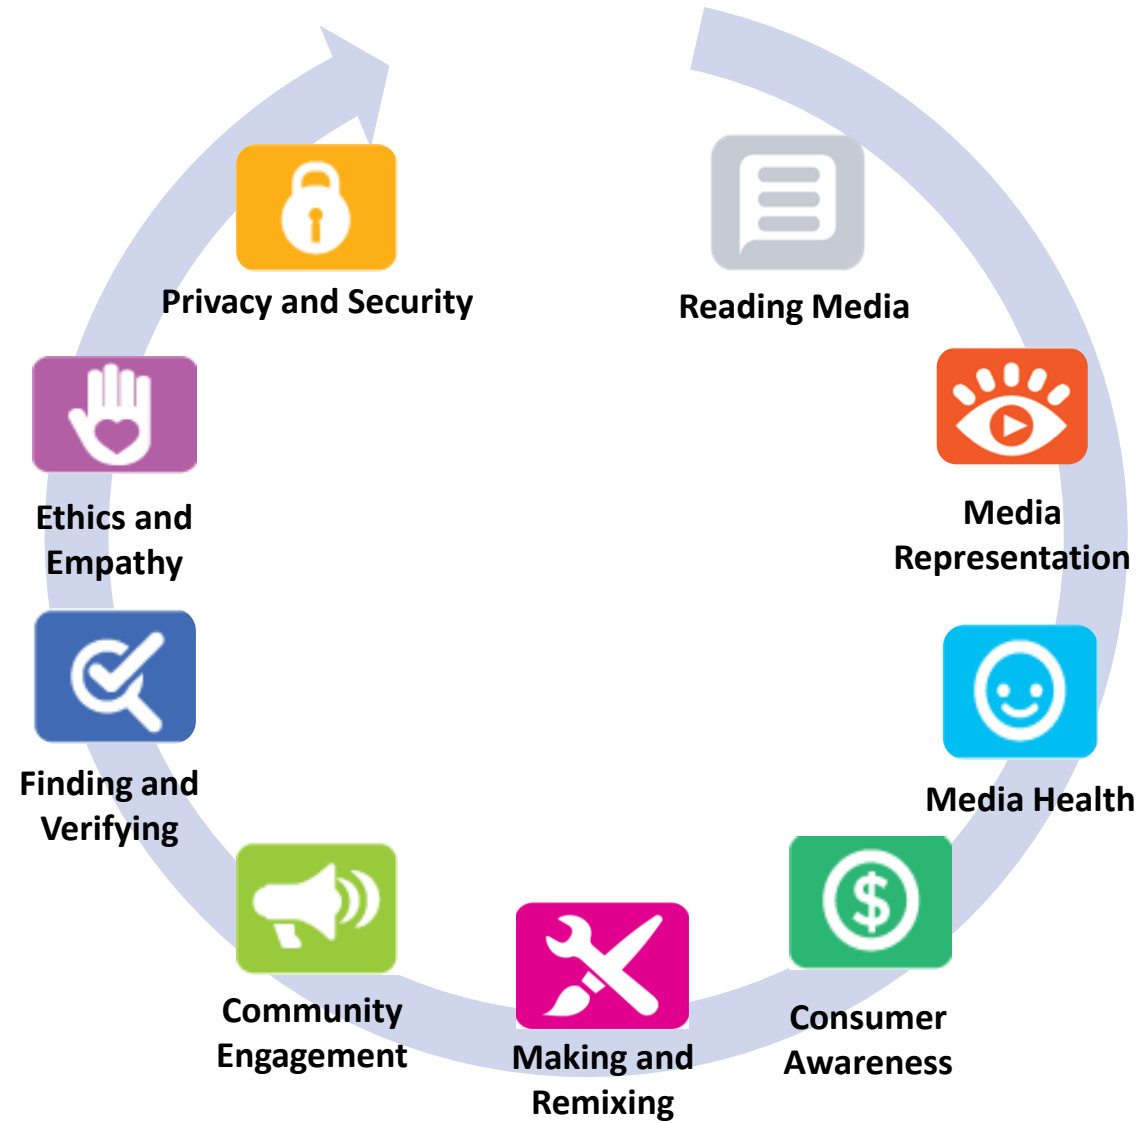 Privacy and Security
Reading Media
Ethics and
Empathy
Media
Representation
Finding and
Verifying
Media Health
Community
Engagement
Making and
Remixing
Consumer
Awareness
$